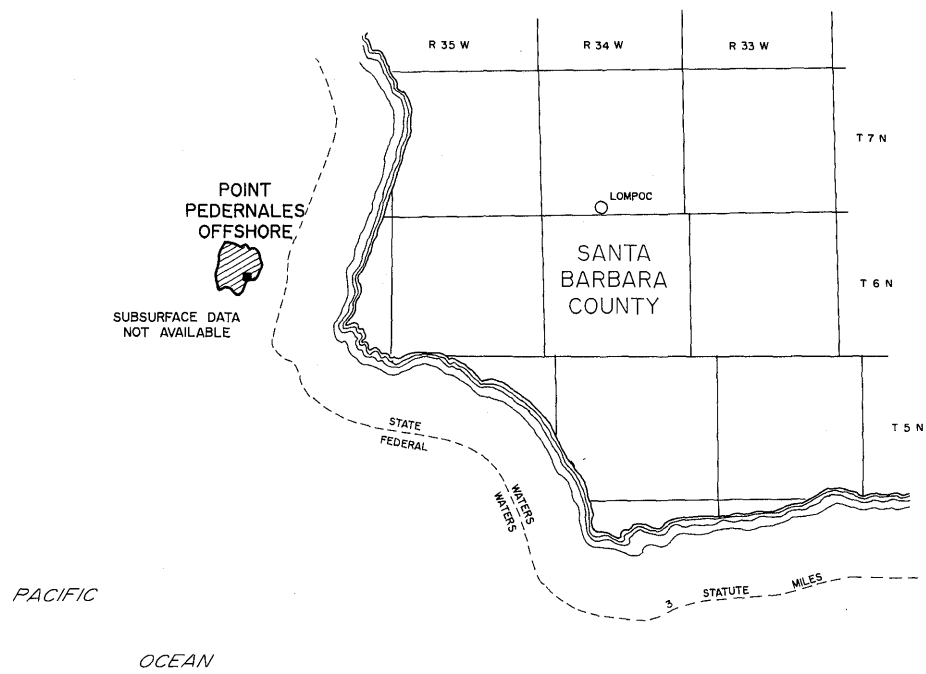 R 35 W
R 34 W
R 33 W
T 7 N
POINT
PEDERNALES
OFFSHORE
LOMPOC
SANTA
BARBARA
COUNTY
T 6 N
SUBSURFACE DATA
NOT AVAILABLE
STATE
FEDERAL
T 5 N
WATERS
WATERS
3 STATUTE MILES
PACIFIC
OCEAN